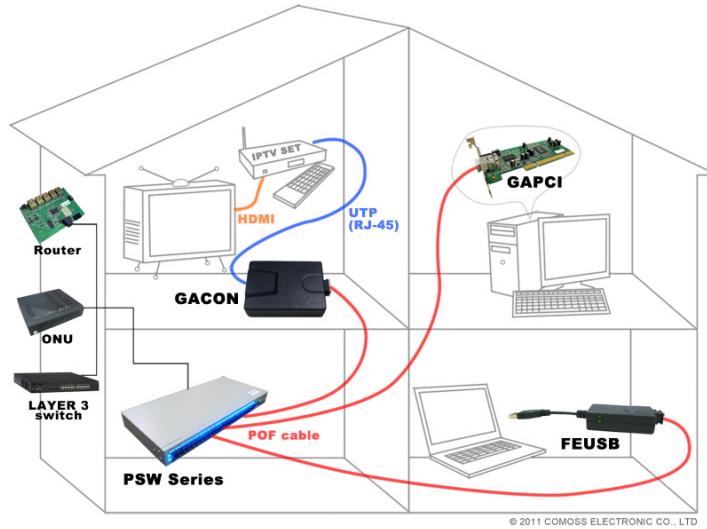 IPTV SET
GAPCI
HDMI
UTP
(RJ-45)
Router
GACON
ONU
LAYER 3
switch
POF cable
PSW Series
FEUSB
© 2011 COMOSS ELECTRONIC CO., LTD